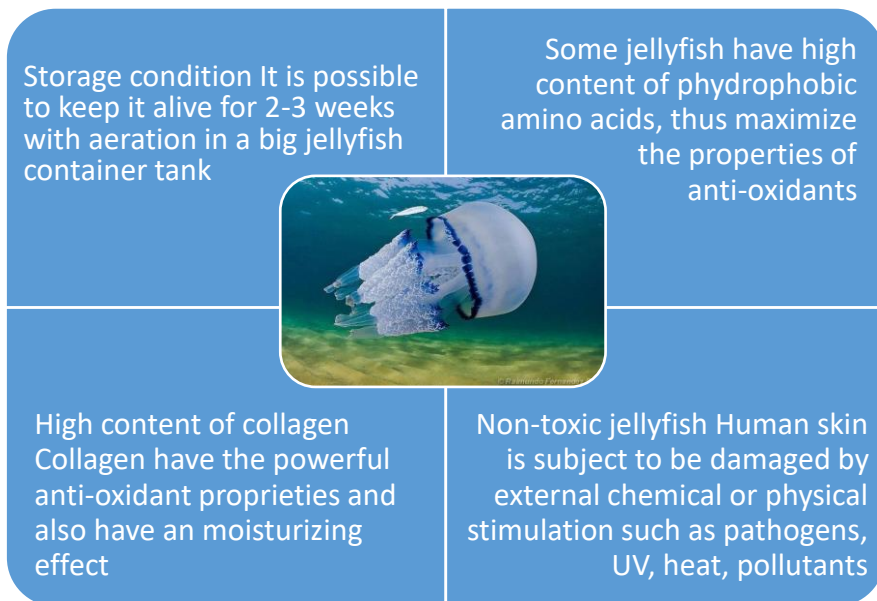 Storage condition It is possible
to keep it alive for 2-3 weeks
with aeration in a big jellyfish
container tank
Some jellyfish have high
content of phydrophobic
amino acids, thus maximize
the properties of
anti-oxidants
© Raimundo Fernandez
High content of collagen
Collagen have the powerful
anti-oxidant proprieties and
also have an moisturizing
effect
Non-toxic jellyfish Human skin
is subject to be damaged by
external chemical or physical
stimulation such as pathogens,
UV, heat, pollutants